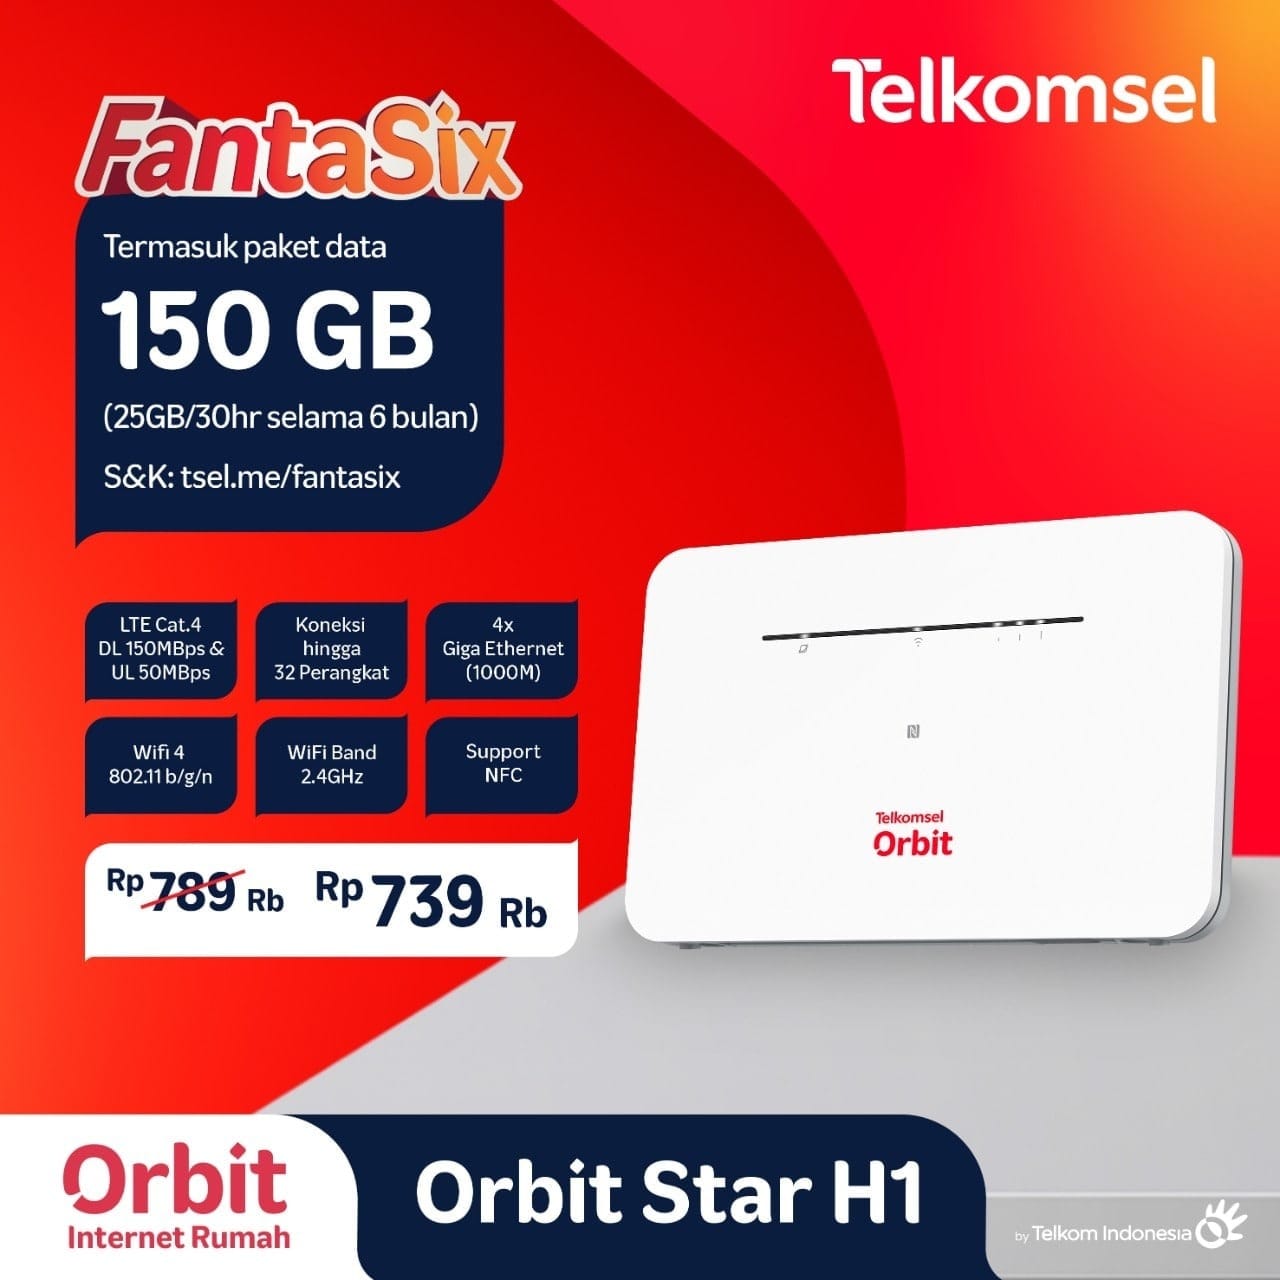 Telkomsel
FantaSix
Termasuk paket data
150 GB
(25GB/30hr selama 6 bulan)
S&K: tsel.me/fantasix
LTE Cat.4
DL 150MBps &
UL 50MBps
Koneksi
hingga
32 Perangkat
4x
Giga Ethernet
(1000M)
Wifi 4
802.11 b/g/n
WiFi Band
2.4GHz
Support
NFC
Rp 789 Rb
Rp 739 Rb
Telkomsel
Orbit
Orbit
Internet Rumah
Orbit Star H1
by Telkom Indonesia